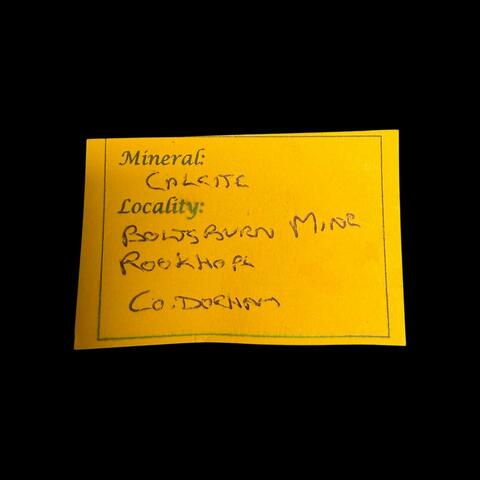 Mineral:
CALCITE
Locality:
BOLTSBURN MINE
ROOKHOPE
CO. DURHAM